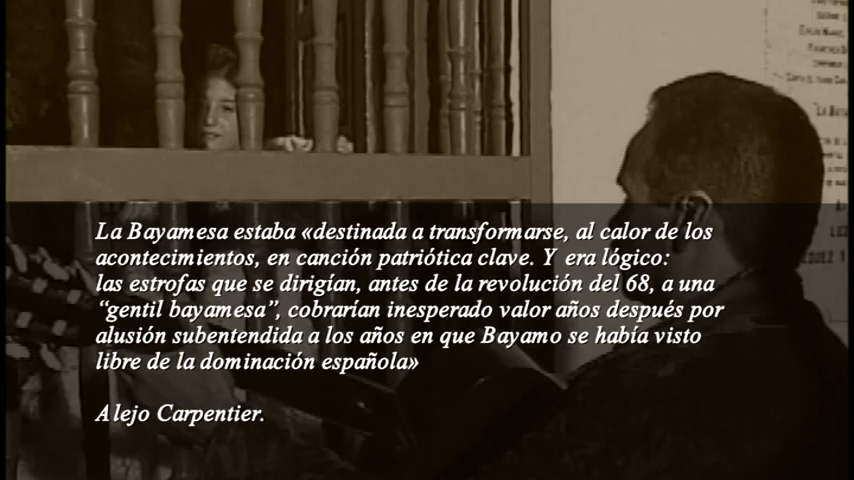 La Bayamesa estaba «destinada a transformarse, al calor de los
acontecimientos, en canción patriótica clave. Y era lógico:
las estrofas que se dirigían, antes de la revolución del 68, a una
“gentil bayamesa”, cobrarían inesperado valor años después por
alusión subentendida a los años en que Bayamo se había visto
libre de la dominación española»
Alejo Carpentier.